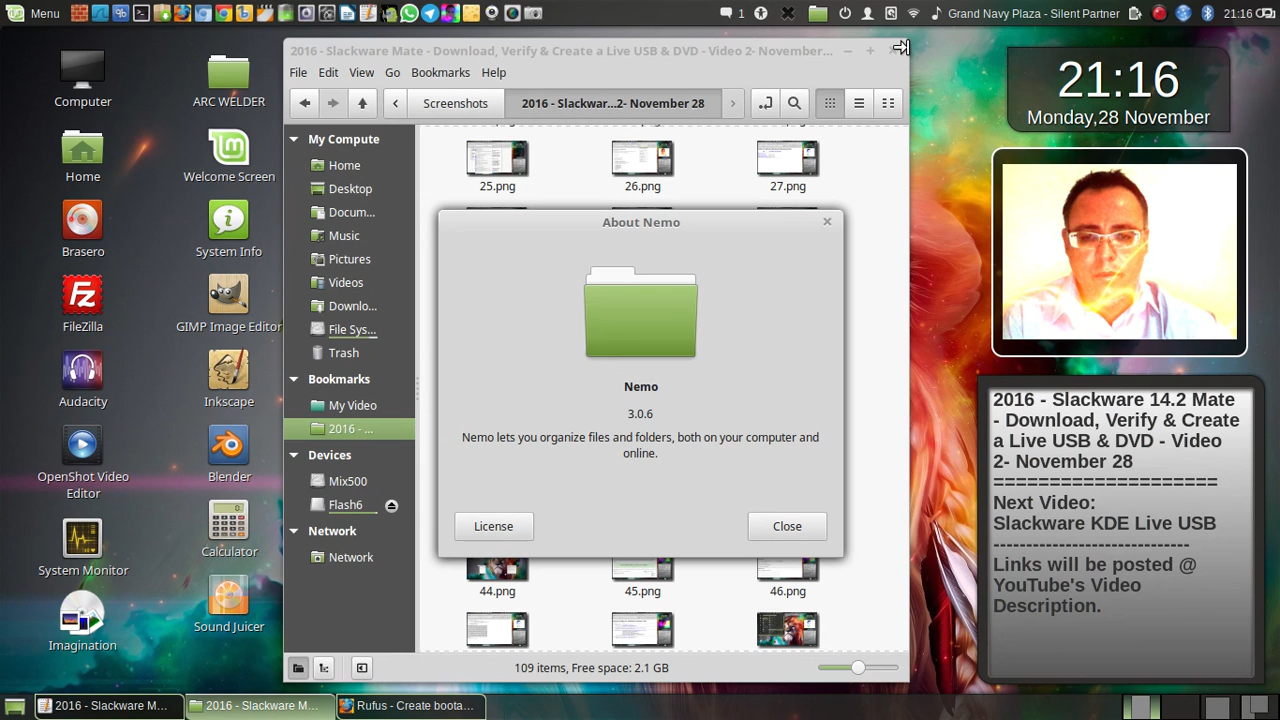 Menu
1
Grand Navy Plaza - Silent Partner
21:16
Computer
ARC WELDER
Home
Welcome Screen
Brasero
System Info
FileZilla
GIMP Image Editor
Audacity
Inkscape
OpenShot Video
Editor
Blender
System Monitor
Calculator
Imagination
Sound Juicer
2016 - Slackware Mate - Download, Verify & Create a Live USB & DVD - Video 2- November...
File Edit View Go Bookmarks Help
Screenshots
2016 - Slackwar...2- November 28
My Compute
Home
Desktop
Docum...
Music
Pictures
Videos
Downlo...
File Sys...
Trash
Bookmarks
My Video
2016 - ...
Devices
Mix500
Flash6
Network
Network
25.png
26.png
27.png
About Nemo
Nemo
3.0.6
Nemo lets you organize files and folders, both on your computer and
online.
License
Close
44.png
45.png
46.png
109 items, Free space: 2.1 GB
21:16
Monday,28 November
2016 - Slackware 14.2 Mate
- Download, Verify & Create
a Live USB & DVD - Video
2- November 28
====================
Next Video:
Slackware KDE Live USB
----------------------------
Links will be posted @
YouTube's Video
Description.
2016 - Slackware M...
2016 - Slackware M...
Rufus - Create boota...